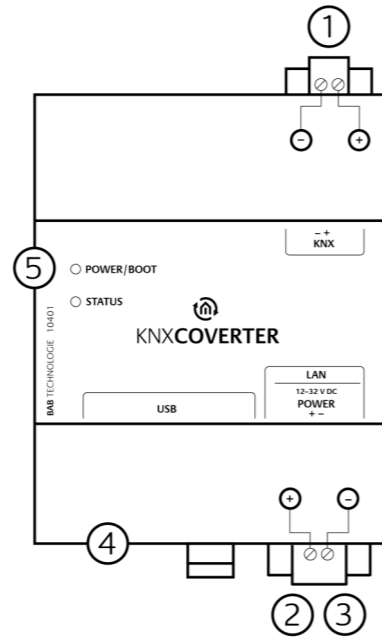 1
− +
− +
KNX
5
POWER/BOOT
STATUS
BAB TECHNOLOGIE 10401
KNXCOVERTER
LAN
12–32 V DC
POWER
+ −
USB
+ −
4
2 3